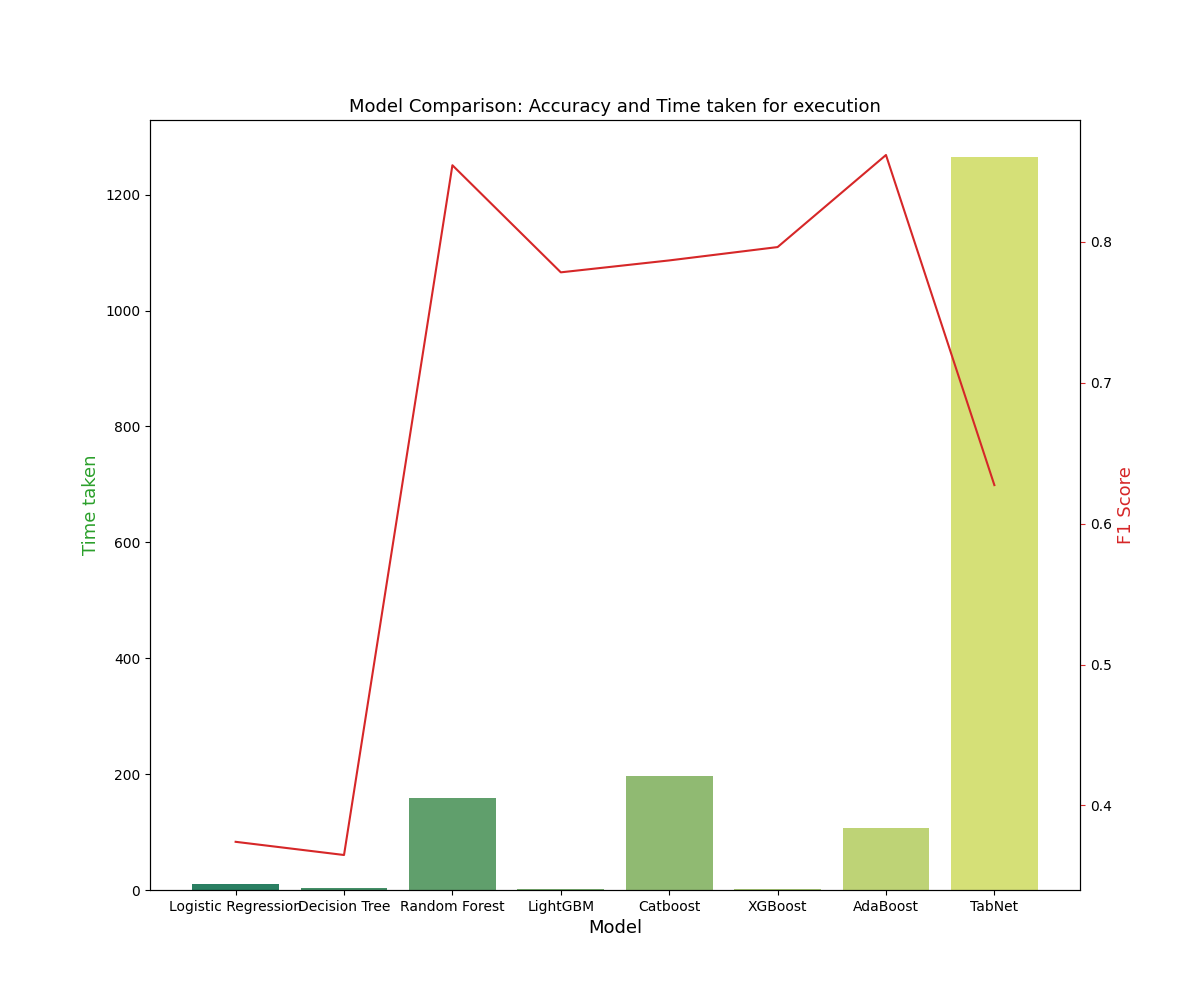 Model Comparison: Accuracy and Time taken for execution
1200
1000
800
600
400
200
0
Time taken
0.8
0.7
0.6
0.5
0.4
F1 Score
Logistic Regression Decision Tree Random Forest LightGBM Catboost XGBoost AdaBoost TabNet
Model